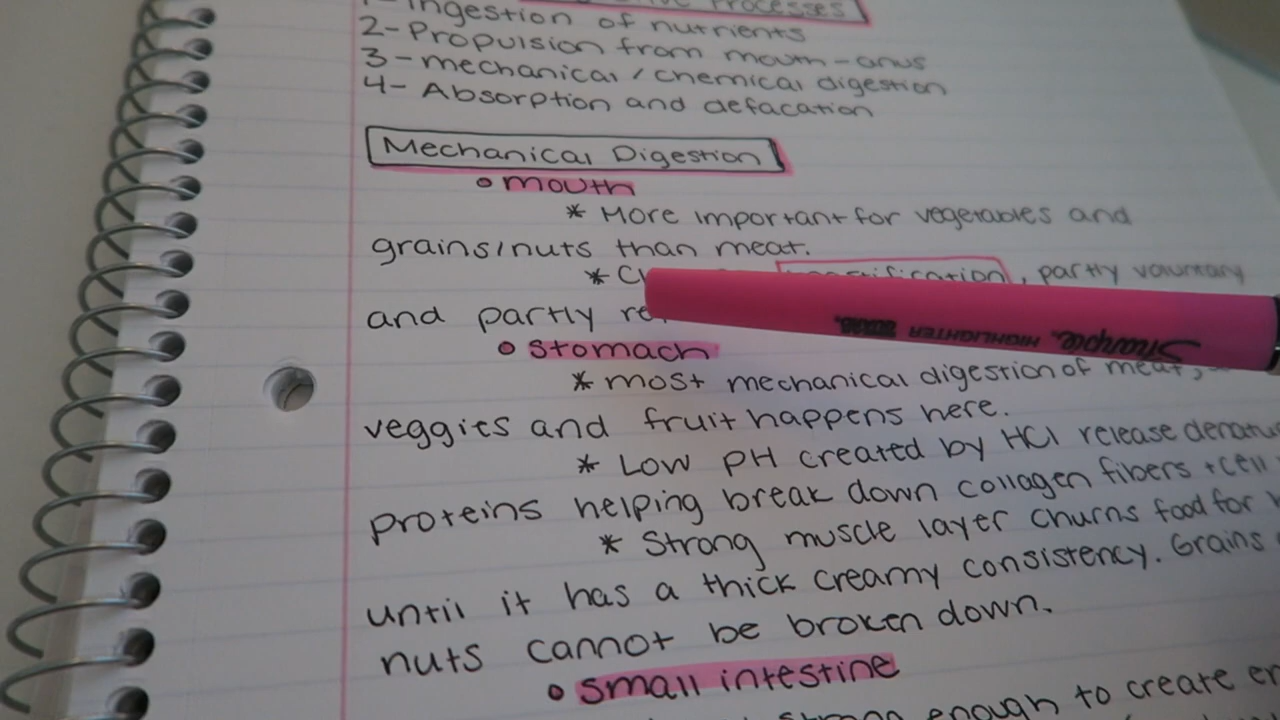 Processes
1- Ingestion of nutrients
2- Propulsion from mouth-anus
3- mechanical/chemical digestion
4- Absorption and defacation
Mechanical Digestion
• mouth
* More important for vegetables and
grains/nuts than meat.
* , partly voluntary
and partly
Sharpie. HIGHLIGHTER
• stomach
* most mechanical digestion of meat,
veggies and fruit happens here.
* Low PH created by HCl release
proteins helping break down collagen fibers + cell
* Strong muscle layer churns food for
until it has a thick creamy consistency. Grains
nuts cannot be broken down.
• small intestine
strong enough to create